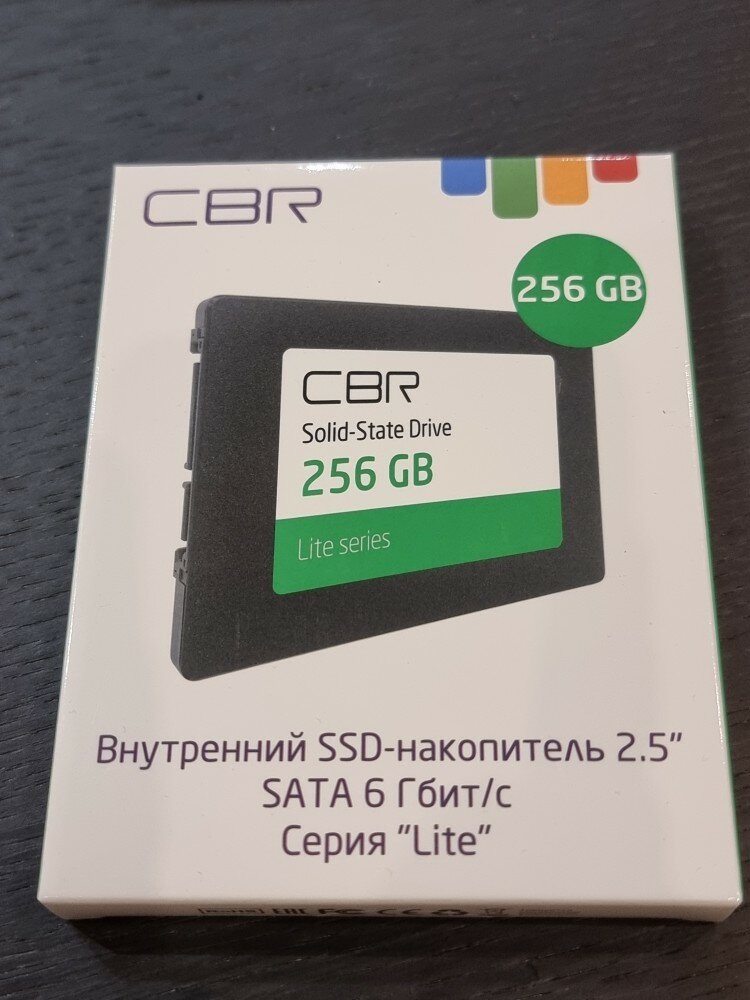 CBR
256 GB
CBR
Solid-State Drive
256 GB
Lite series
Внутренний SSD-накопитель 2.5"
SATA 6 Гбит/с
Серия "Lite"